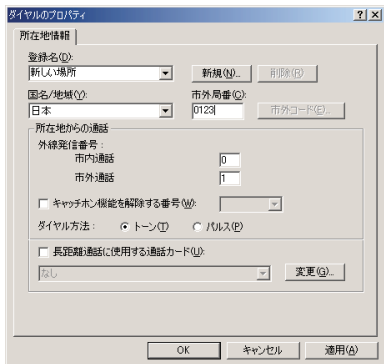 ダイヤルのプロパティ
所在地情報
登録名(D):
新しい場所
新規(N)...
削除(R)
国名/地域(Y):
市外局番(C):
日本
0123
市外コード(E)...
所在地からの通話
外線発信番号:
市内通話
0
市外通話
1
キャッチホン機能を解除する番号(W):
ダイヤル方法:
トーン(T)
パルス(P)
長距離通話に使用する通話カード(U):
なし
変更(G)...
OK
キャンセル
適用(A)